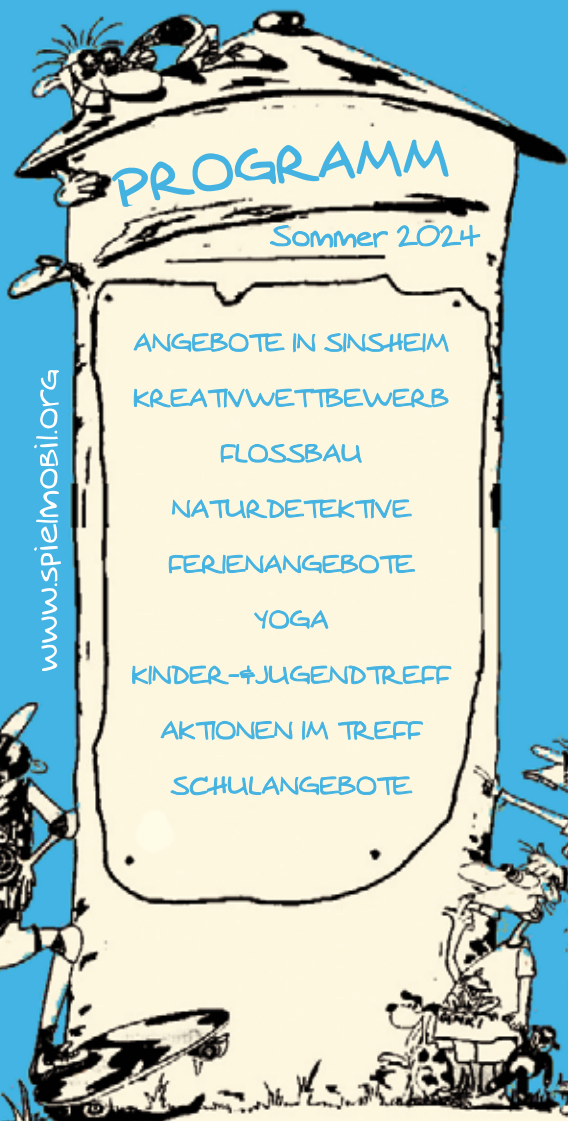 PROGRAMM
Sommer 2024
ANGEBOTE IN SINSHEIM
KREATIVWETTBEWERB
FLOSSBAU
NATURDETEKTIVE
FERIENANGEBOTE
YOGA
KINDER-&JUGENDTREFF
AKTIONEN IM TREFF
SCHULANGEBOTE
www.spielmobil.org